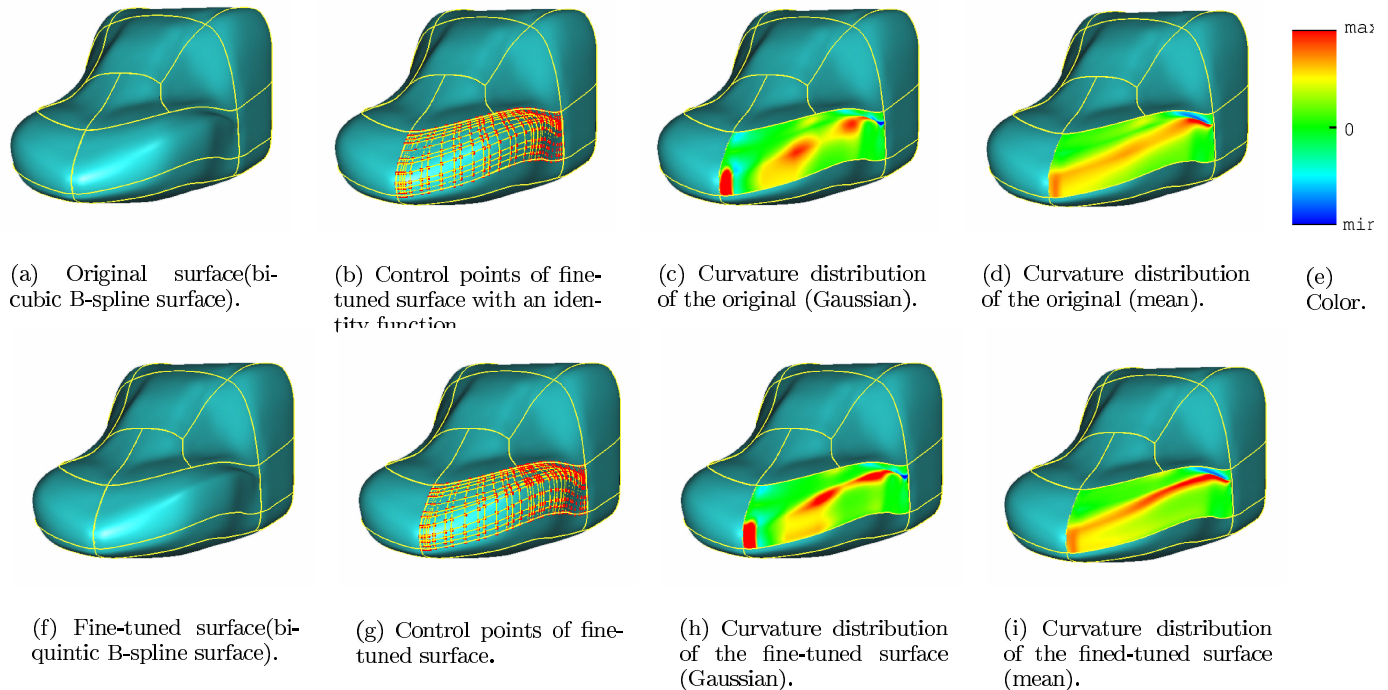 max
0
min
(a) Original surface(bi-
cubic B-spline surface).
(b) Control points of fine-
tuned surface with an iden-
tity function
(c) Curvature distribution
of the original (Gaussian).
(d) Curvature distribution
of the original (mean).
(e)
Color.
(f) Fine-tuned surface(bi-
quintic B-spline surface).
(g) Control points of fine-
tuned surface.
(h) Curvature distribution
of the fine-tuned surface
(Gaussian).
(i) Curvature distribution
of the fined-tuned surface
(mean).